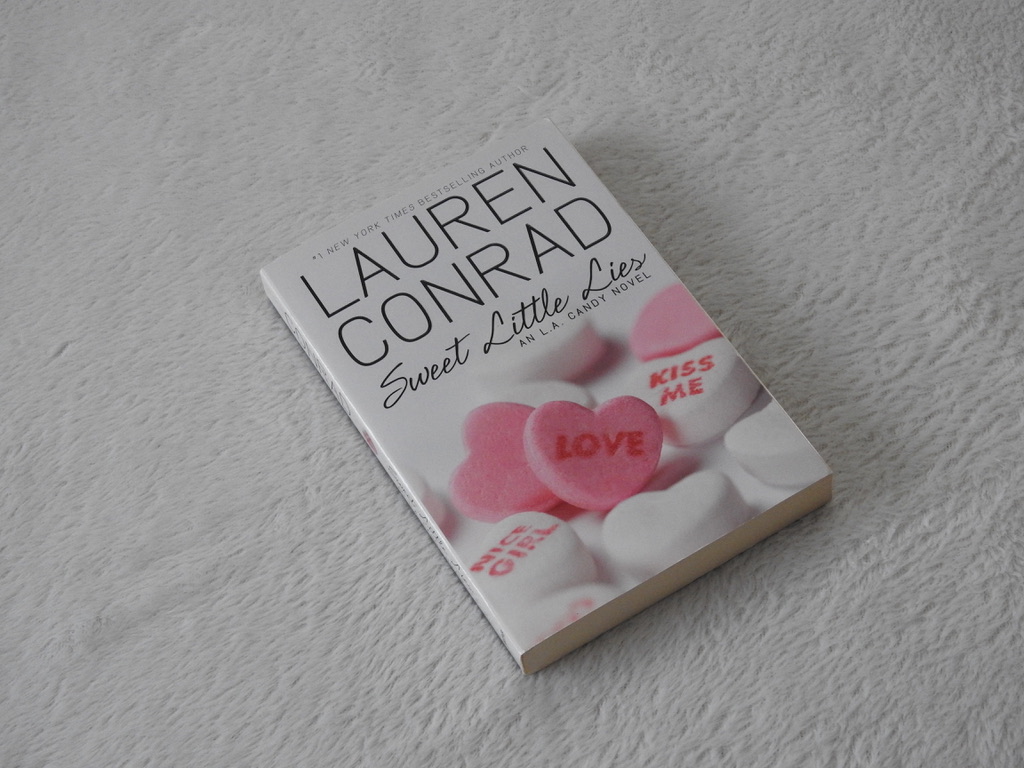 #1 NEW YORK TIMES BESTSELLING AUTHOR
LAUREN
CONRAD
Sweet Little Lies
AN L.A. CANDY NOVEL
KISS
ME
LOVE
NICE
GIRL